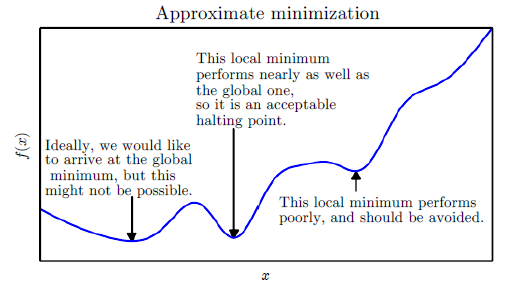 Approximate minimization
This local minimum
performs nearly as well as
the global one,
so it is an acceptable
halting point.
Ideally, we would like
to arrive at the global
minimum, but this
might not be possible.
This local minimum performs
poorly, and should be avoided.
f(x)
x